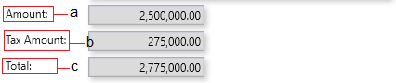 Amount: a 2,500,000.00
Tax Amount: b 275,000.00
Total: c 2,775,000.00